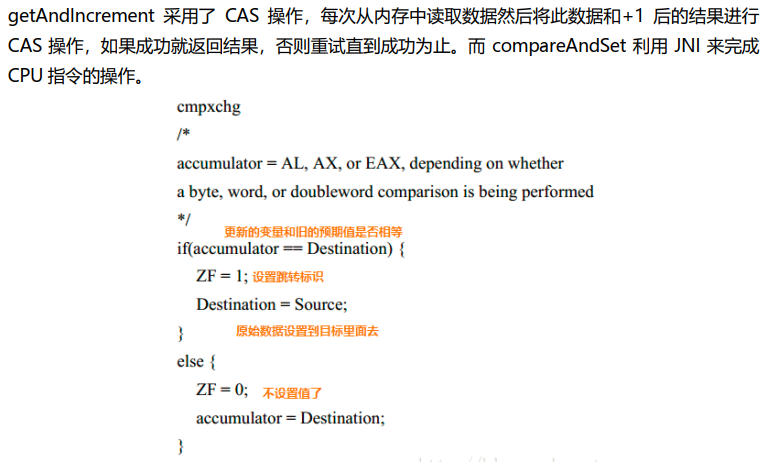 getAndIncrement 采用了 CAS 操作，每次从内存中读取数据然后将此数据和+1 后的结果进行
CAS 操作，如果成功就返回结果，否则重试直到成功为止。而 compareAndSet 利用 JNI 来完成
CPU 指令的操作。
cmpxchg
/*
accumulator = AL, AX, or EAX, depending on whether
a byte, word, or doubleword comparison is being performed
*/
更新的变量和旧的预期值是否相等
if(accumulator == Destination) {
ZF = 1; 设置跳转标识
Destination = Source;
} 原始数据设置到目标里面去
else {
ZF = 0; 不设置值了
accumulator = Destination;
}